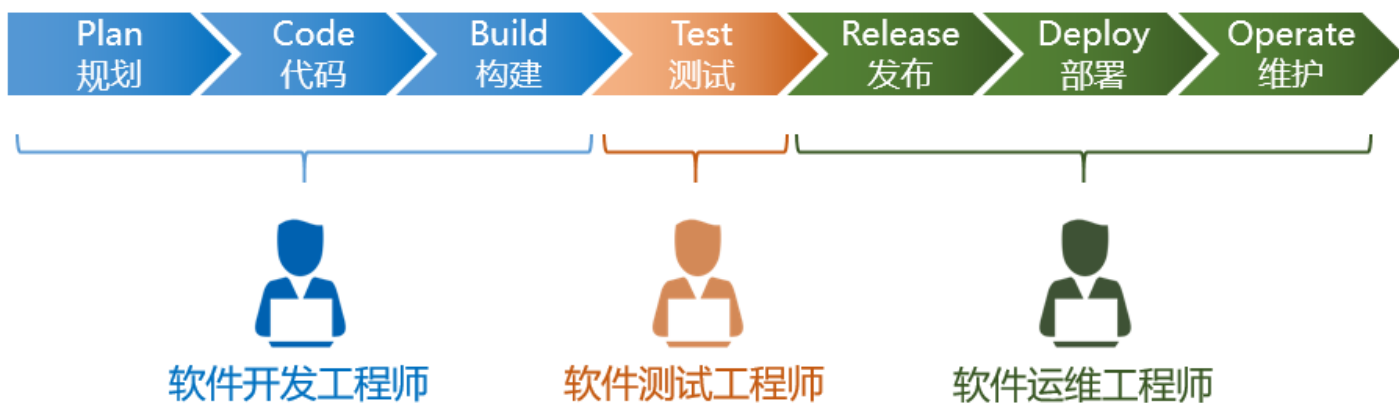 Plan
规划
Code
代码
Build
构建
Test
测试
Release
发布
Deploy
部署
Operate
维护
软件开发工程师
软件测试工程师
软件运维工程师